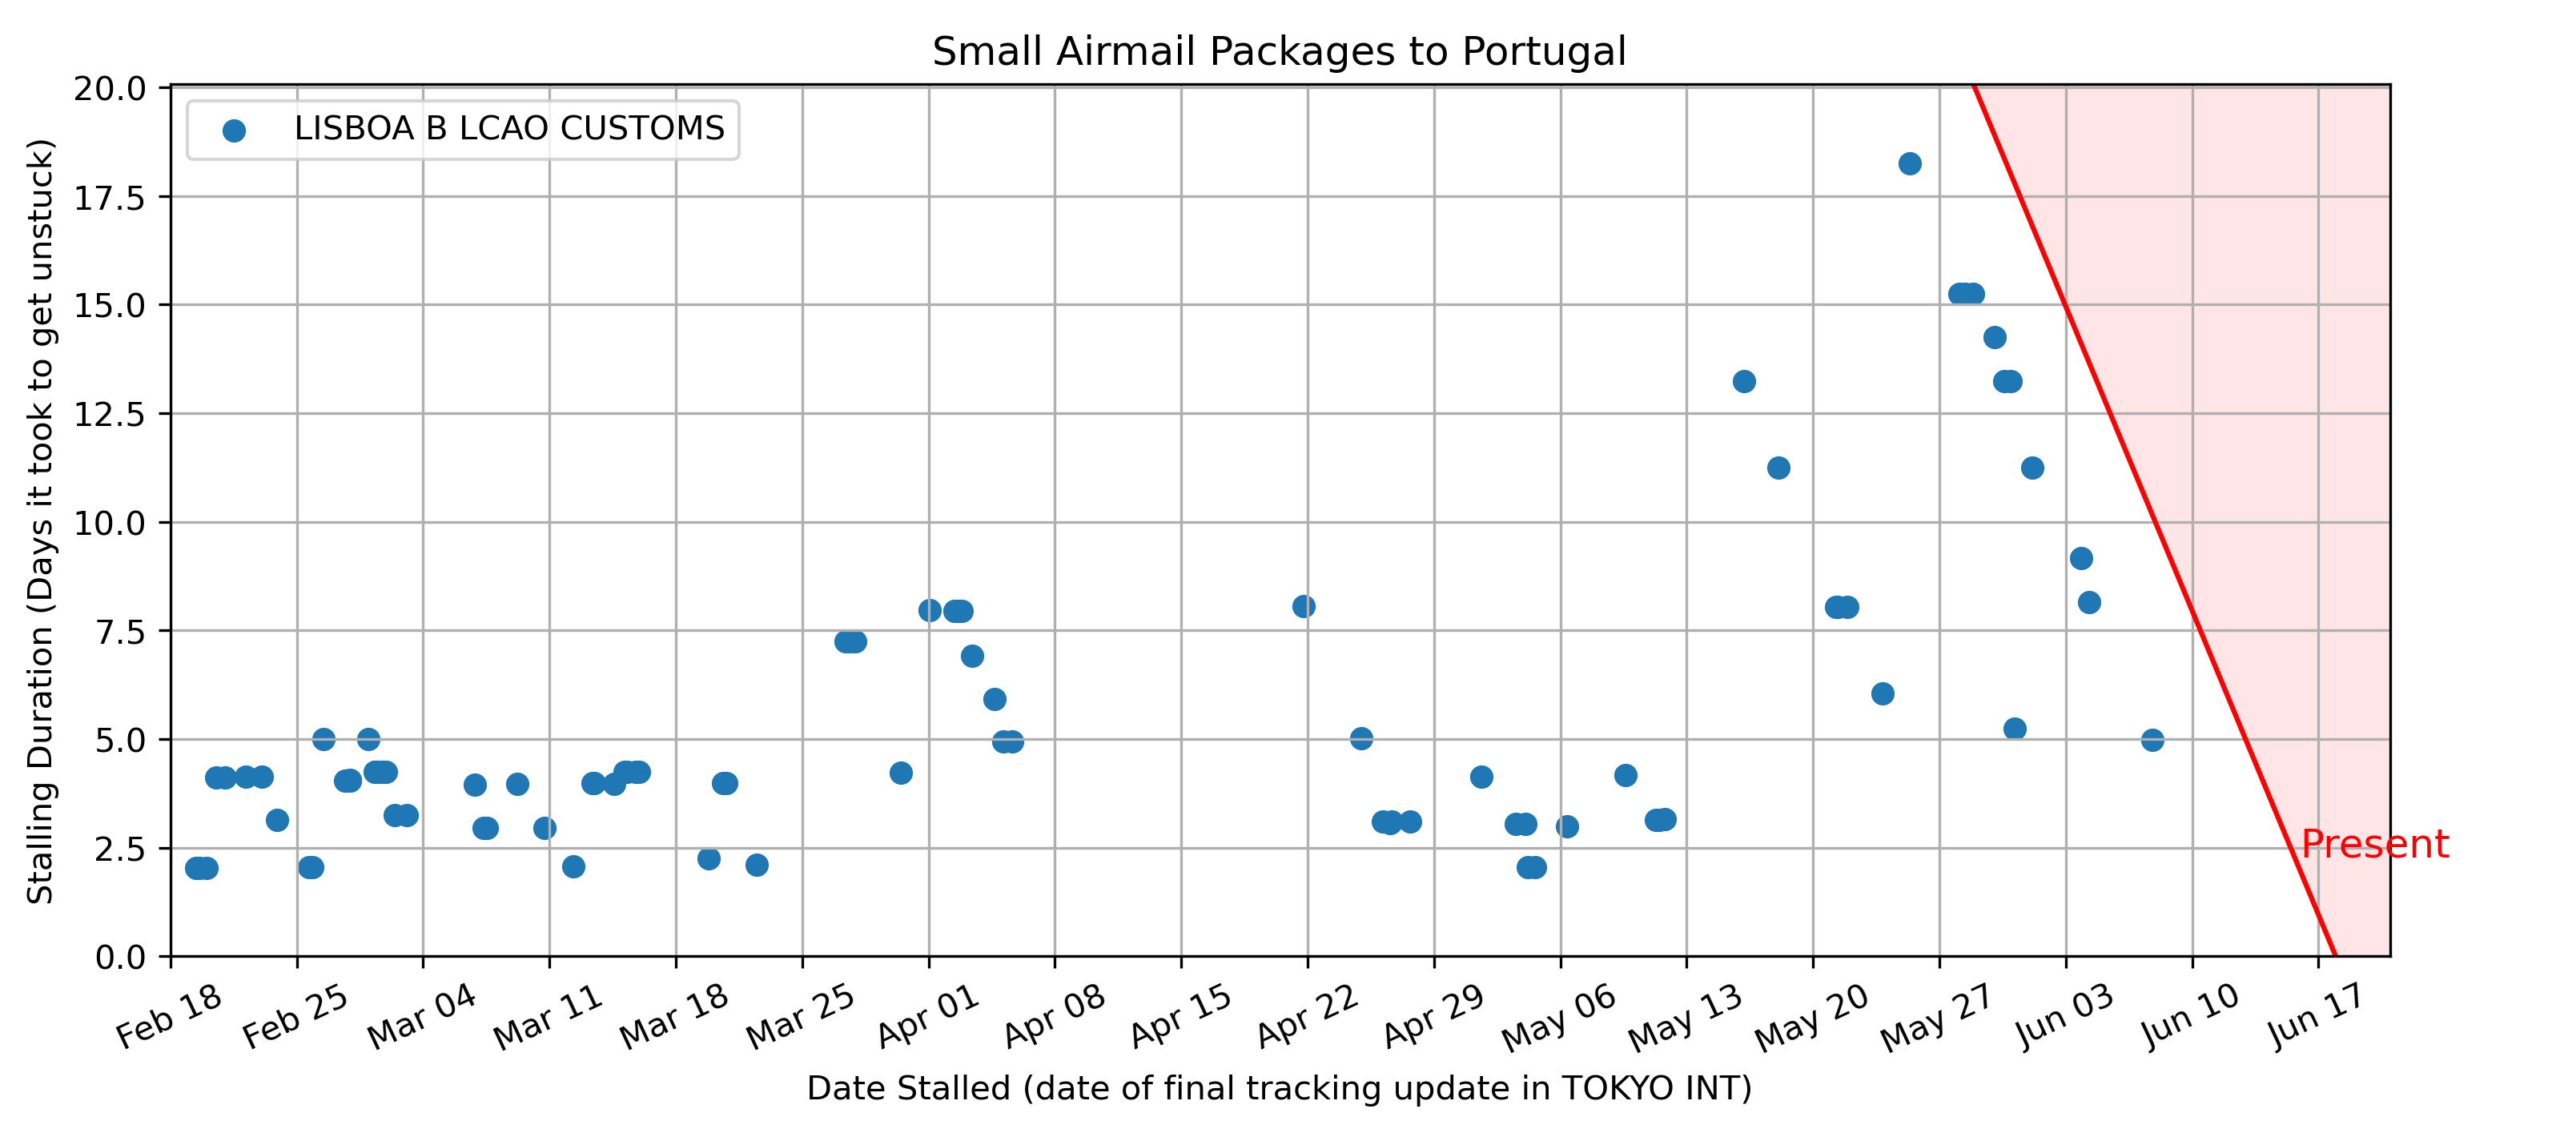 Small Airmail Packages to Portugal
LISBOA B LCAO CUSTOMS
Stalling Duration (Days it took to get unstuck)
20.0
17.5
15.0
12.5
10.0
7.5
5.0
2.5
0.0
Present
Feb 18
Feb 25
Mar 04
Mar 11
Mar 18
Mar 25
Apr 01
Apr 08
Apr 15
Apr 22
Apr 29
May 06
May 13
May 20
May 27
Jun 03
Jun 10
Jun 17
Date Stalled (date of final tracking update in TOKYO INT)